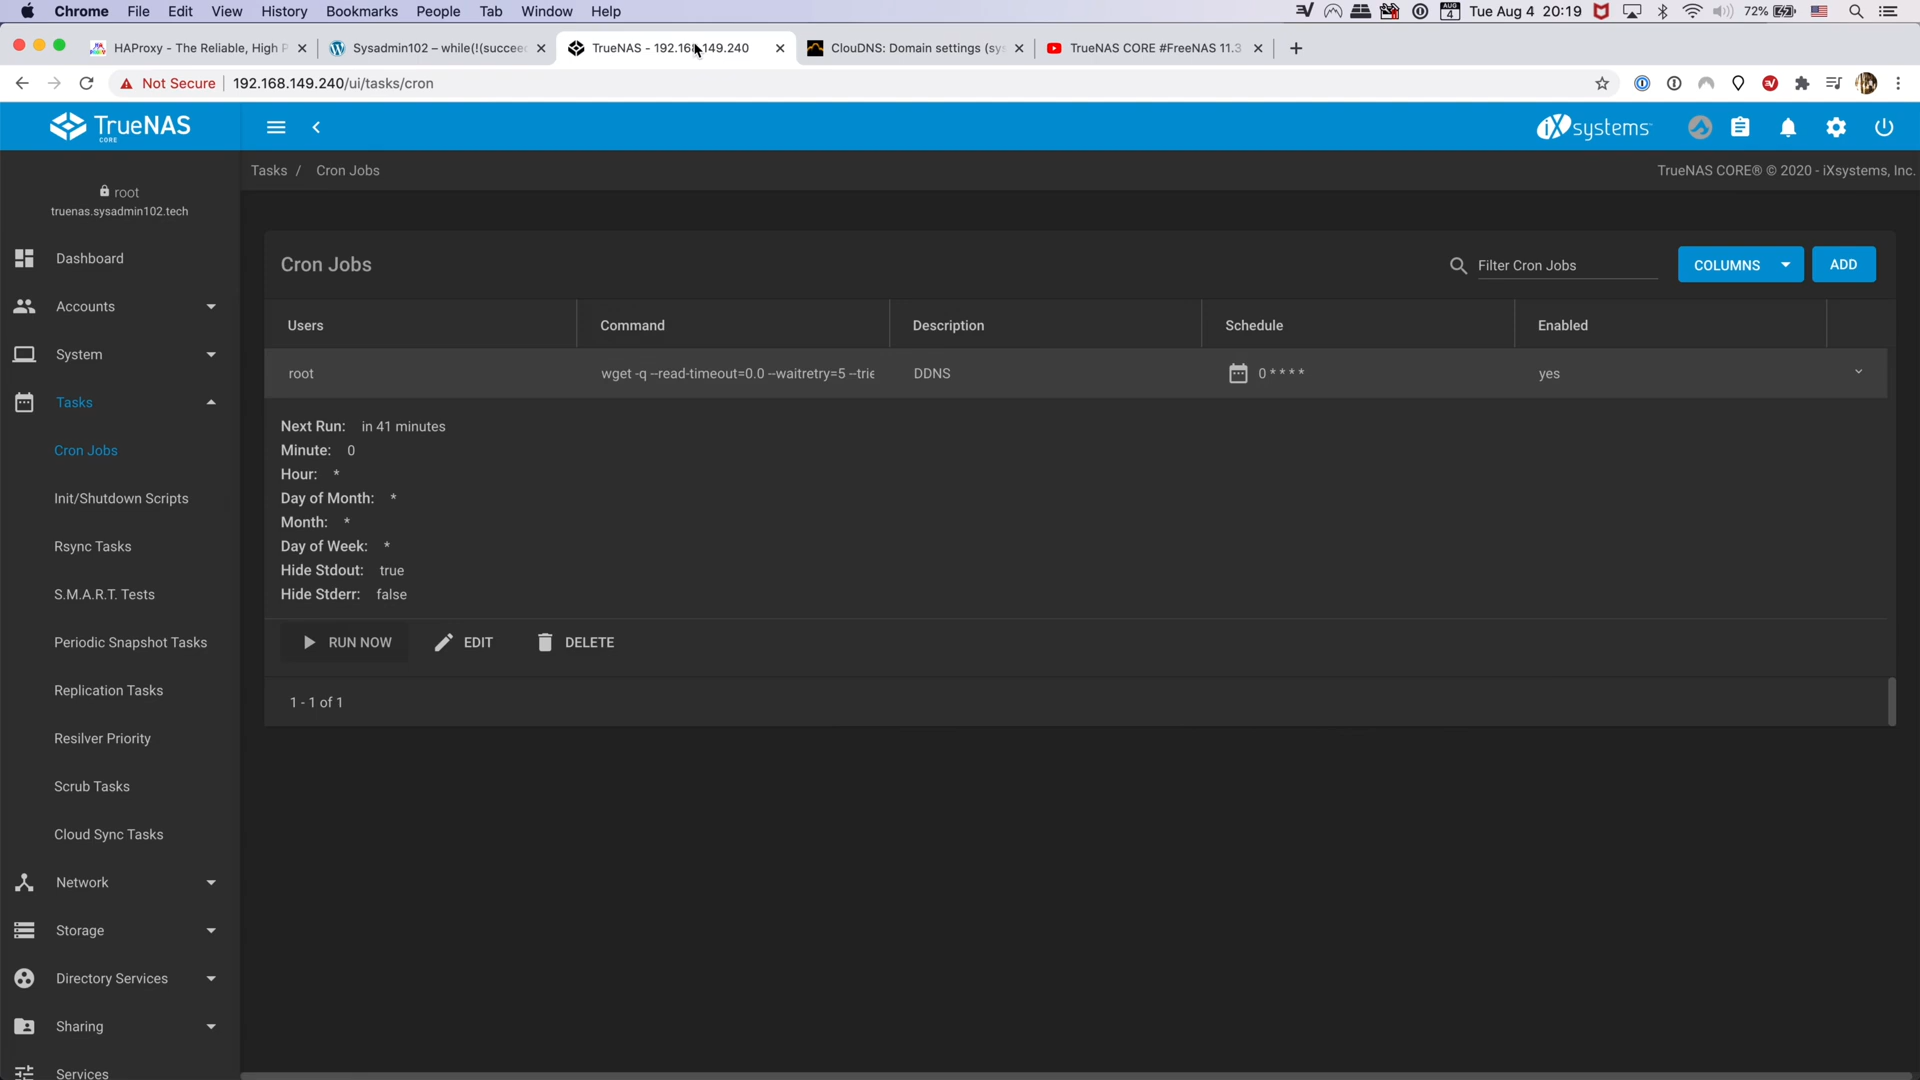 Chrome File Edit View History Bookmarks People Tab Window Help AUG 4 Tue Aug 4 20:19 72%
HAProxy - The Reliable, High P Sysadmin102 – while(!(succee TrueNAS - 192.168.149.240 ClouDNS: Domain settings (sys TrueNAS CORE #FreeNAS 11.3
Not Secure 192.168.149.240/ui/tasks/cron
TrueNAS CORE iXsystems
Tasks / Cron Jobs TrueNAS CORE® © 2020 - iXsystems, Inc.
root
truenas.sysadmin102.tech
Dashboard
Accounts
System
Tasks
Cron Jobs
Init/Shutdown Scripts
Rsync Tasks
S.M.A.R.T. Tests
Periodic Snapshot Tasks
Replication Tasks
Resilver Priority
Scrub Tasks
Cloud Sync Tasks
Network
Storage
Directory Services
Sharing
Services
Cron Jobs Filter Cron Jobs COLUMNS ADD
Users Command Description Schedule Enabled
root wget -q --read-timeout=0.0 --waitretry=5 --trie DDNS 0 * * * * yes
Next Run: in 41 minutes
Minute: 0
Hour: *
Day of Month: *
Month: *
Day of Week: *
Hide Stdout: true
Hide Stderr: false
RUN NOW EDIT DELETE
1 - 1 of 1